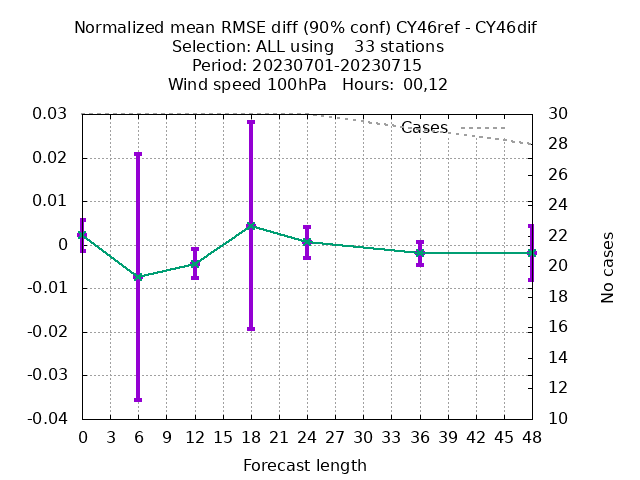 Normalized mean RMSE diff (90% conf) CY46ref - CY46dif
Selection: ALL using    33 stations
Period: 20230701-20230715
Wind speed 100hPa   Hours:  00,12
Cases
0.03
0.02
0.01
0
-0.01
-0.02
-0.03
-0.04
30
28
26
24
22
20
18
16
14
12
10
No cases
0 3 6 9 12 15 18 21 24 27 30 33 36 39 42 45 48
Forecast length